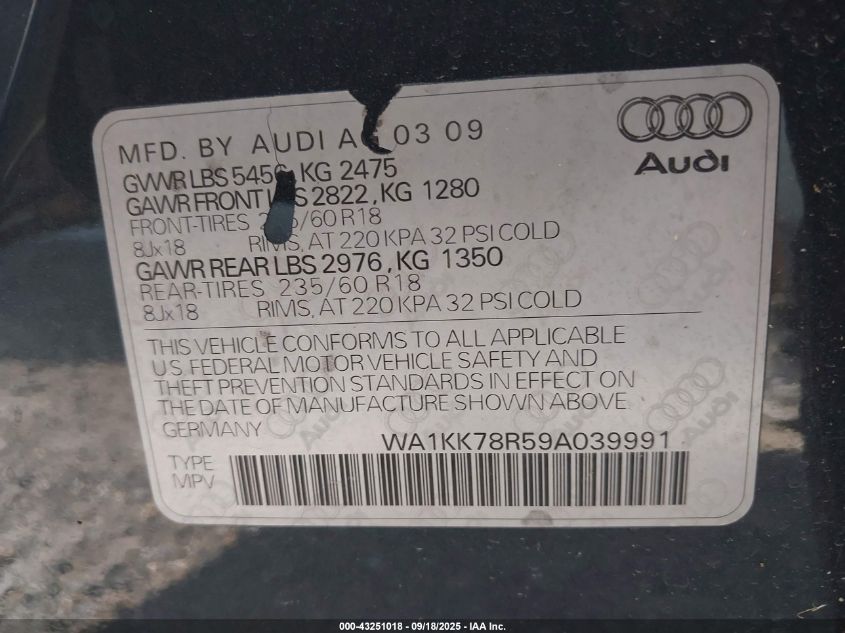 MFD. BY AUDI A 03 09
Audi
GVWR LBS 545 , KG 2475
GAWR FRONT S 2822, KG 1280
FRONT-TIRES 2 5/60 R18
8Jx18 RIMS, AT 220 KPA 32 PSI COLD
GAWR REAR LBS 2976, KG 1350
REAR-TIRES 235/60 R18
8Jx18 RIMS, AT 220 KPA 32 PSI COLD
THIS VEHICLE CONFORMS TO ALL APPLICABLE
U.S. FEDERAL MOTOR VEHICLE SAFETY AND
THEFT PREVENTION STANDARDS IN EFFECT ON
THE DATE OF MANUFACTURE SHOWN ABOVE
GERMANY
WA1KK78R59A039991
TYPE
MPV
Audi
Audi
000-43251018 - 09/18/2025 - IAA Inc.